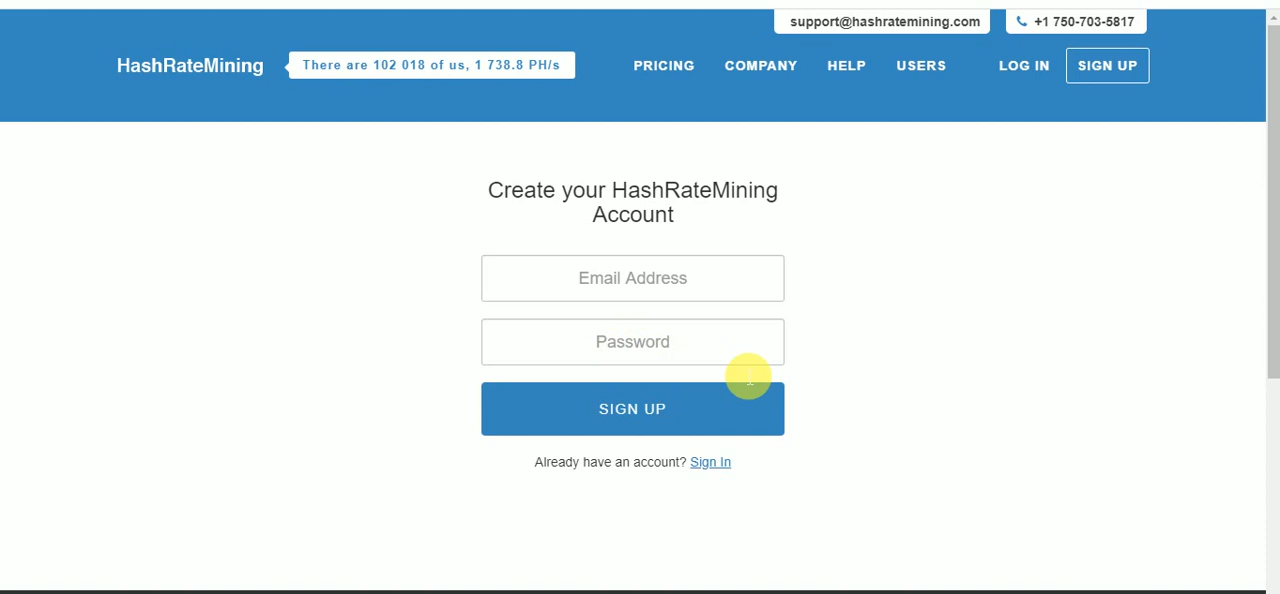 support@hashratemining.com +1 750-703-5817
HashRateMining There are 102 018 of us, 1 738.8 PH/s PRICING COMPANY HELP USERS LOG IN SIGN UP
Create your HashRateMining
Account
Email Address
Password
SIGN UP
Already have an account? Sign In